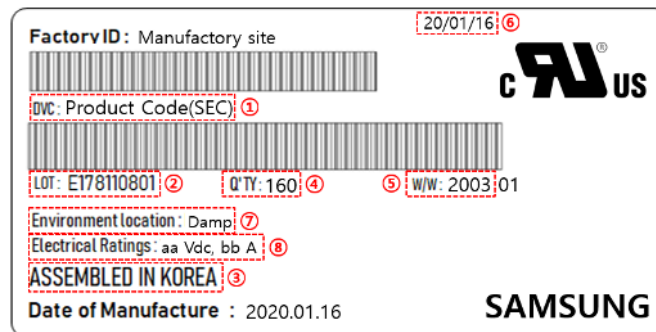 20/01/16 ⑥
Factory ID : Manufactory site
c RU ® US
DVC : Product Code(SEC) ①
LOT : E178110801 ② Q'TY : 160 ④ ⑤ W/W : 2003 01
Environment location : Damp ⑦
Electrical Ratings : aa Vdc, bb A ⑧
ASSEMBLED IN KOREA ③
Date of Manufacture : 2020.01.16
SAMSUNG